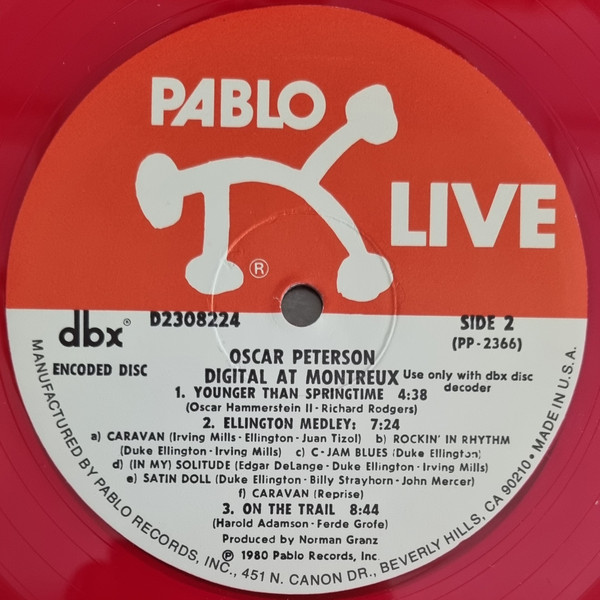 PABLO
LIVE
®
dbx® D2308224 SIDE 2
ENCODED DISC (PP-2366)
OSCAR PETERSON
DIGITAL AT MONTREUX Use only with dbx disc decoder
1. YOUNGER THAN SPRINGTIME 4:38
(Oscar Hammerstein II - Richard Rodgers)
2. ELLINGTON MEDLEY: 7:24
a) CARAVAN (Irving Mills - Ellington - Juan Tizol) b) ROCKIN' IN RHYTHM
(Duke Ellington - Irving Mills) c) C-JAM BLUES (Duke Ellington)
d) (IN MY) SOLITUDE (Edgar DeLange - Duke Ellington - Irving Mills)
e) SATIN DOLL (Duke Ellington - Billy Strayhorn - John Mercer)
f) CARAVAN (Reprise)
3. ON THE TRAIL 8:44
(Harold Adamson - Ferde Grofe)
Produced by Norman Granz
℗ 1980 Pablo Records, Inc.
MANUFACTURED BY PABLO RECORDS, INC., 451 N. CANON DR., BEVERLY HILLS, CA 90210 • MADE IN U.S.A.